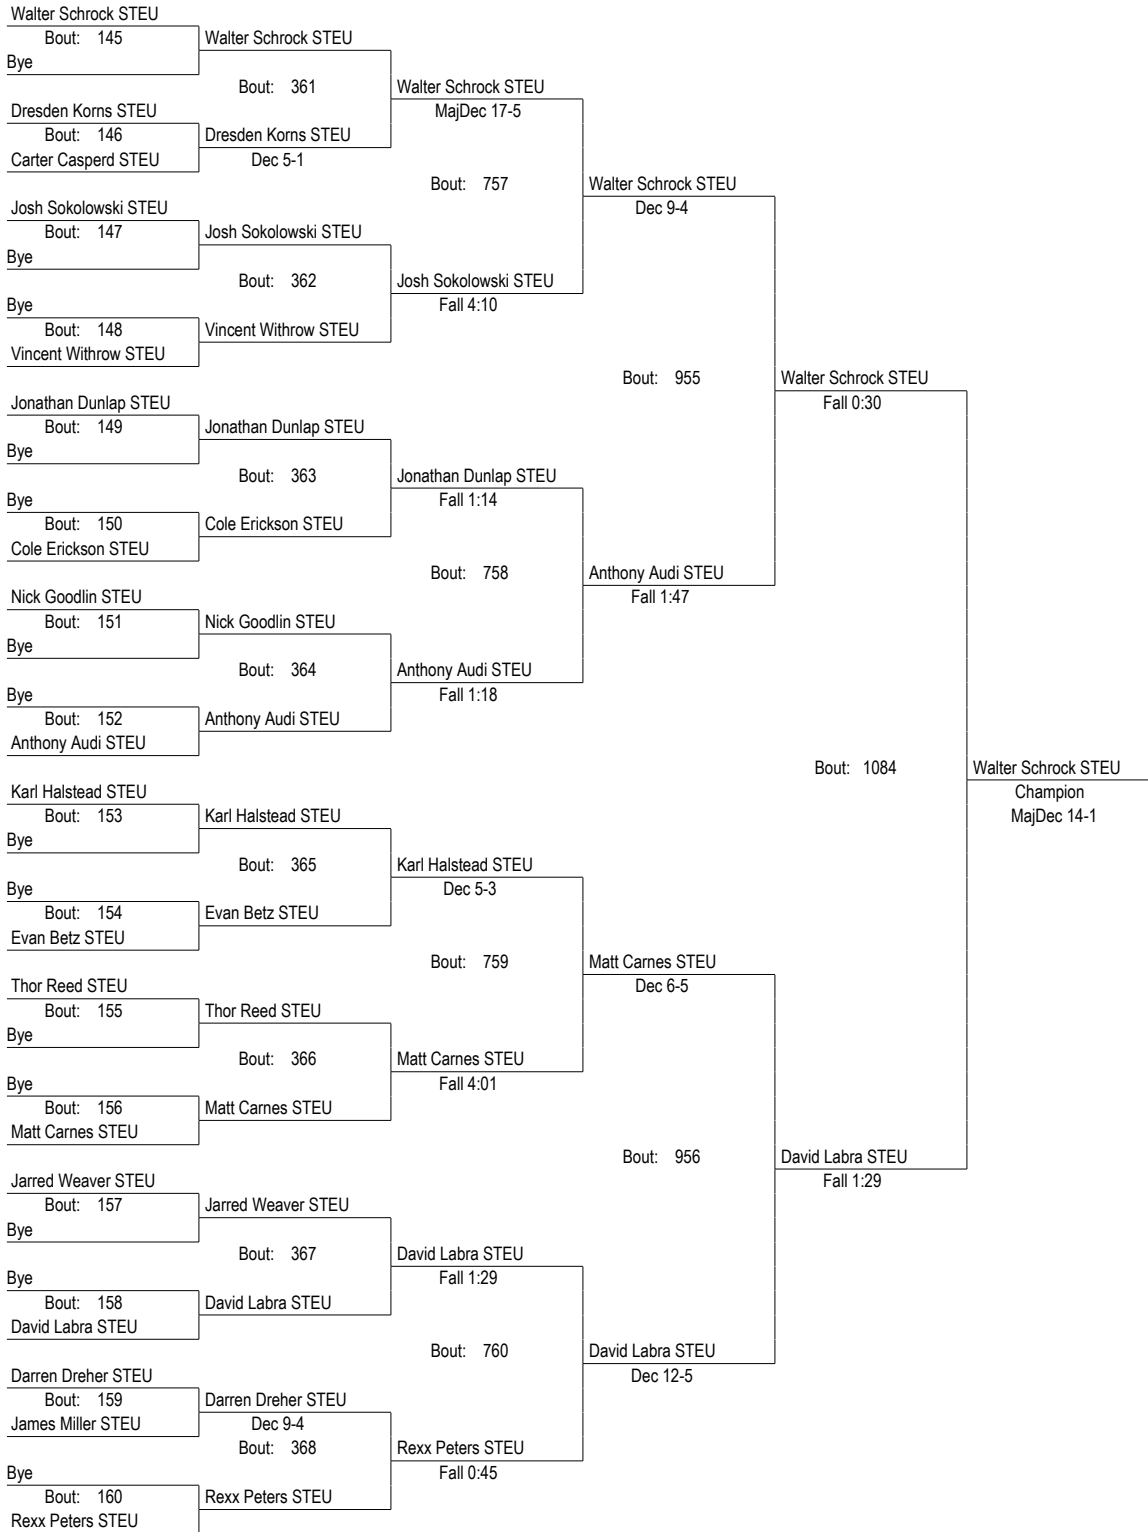 Walter Schrock STEU
Bout: 145
Walter Schrock STEU
Bye
Bout: 361
Walter Schrock STEU
Dresden Korns STEU
MajDec 17-5
Bout: 146
Dresden Korns STEU
Carter Casperd STEU
Dec 5-1
Bout: 757
Walter Schrock STEU
Josh Sokolowski STEU
Dec 9-4
Bout: 147
Josh Sokolowski STEU
Bye
Bout: 362
Josh Sokolowski STEU
Bye
Fall 4:10
Bout: 148
Vincent Withrow STEU
Vincent Withrow STEU
Bout: 955
Walter Schrock STEU
Jonathan Dunlap STEU
Fall 0:30
Bout: 149
Jonathan Dunlap STEU
Bye
Bout: 363
Jonathan Dunlap STEU
Bye
Fall 1:14
Bout: 150
Cole Erickson STEU
Cole Erickson STEU
Bout: 758
Anthony Audi STEU
Nick Goodlin STEU
Fall 1:47
Bout: 151
Nick Goodlin STEU
Bye
Bout: 364
Anthony Audi STEU
Bye
Fall 1:18
Bout: 152
Anthony Audi STEU
Anthony Audi STEU
Bout: 1084
Walter Schrock STEU
Karl Halstead STEU
Champion
Bout: 153
Karl Halstead STEU
MajDec 14-1
Bye
Bout: 365
Karl Halstead STEU
Bye
Dec 5-3
Bout: 154
Evan Betz STEU
Evan Betz STEU
Bout: 759
Matt Carnes STEU
Thor Reed STEU
Dec 6-5
Bout: 155
Thor Reed STEU
Bye
Bout: 366
Matt Carnes STEU
Bye
Fall 4:01
Bout: 156
Matt Carnes STEU
Matt Carnes STEU
Bout: 956
David Labra STEU
Jarred Weaver STEU
Fall 1:29
Bout: 157
Jarred Weaver STEU
Bye
Bout: 367
David Labra STEU
Bye
Fall 1:29
Bout: 158
David Labra STEU
David Labra STEU
Bout: 760
David Labra STEU
Darren Dreher STEU
Dec 12-5
Bout: 159
Darren Dreher STEU
James Miller STEU
Dec 9-4
Bout: 368
Rexx Peters STEU
Bye
Fall 0:45
Bout: 160
Rexx Peters STEU
Rexx Peters STEU